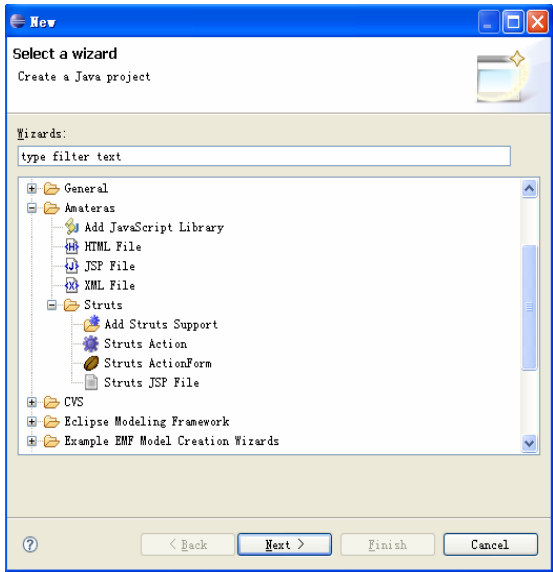 New
Select a wizard
Create a Java project
Wizards:
type filter text
General
Amateras
Add JavaScript Library
HTML File
JSP File
XML File
Struts
Add Struts Support
Struts Action
Struts ActionForm
Struts JSP File
CVS
Eclipse Modeling Framework
Example EMF Model Creation Wizards
< Back Next > Finish Cancel